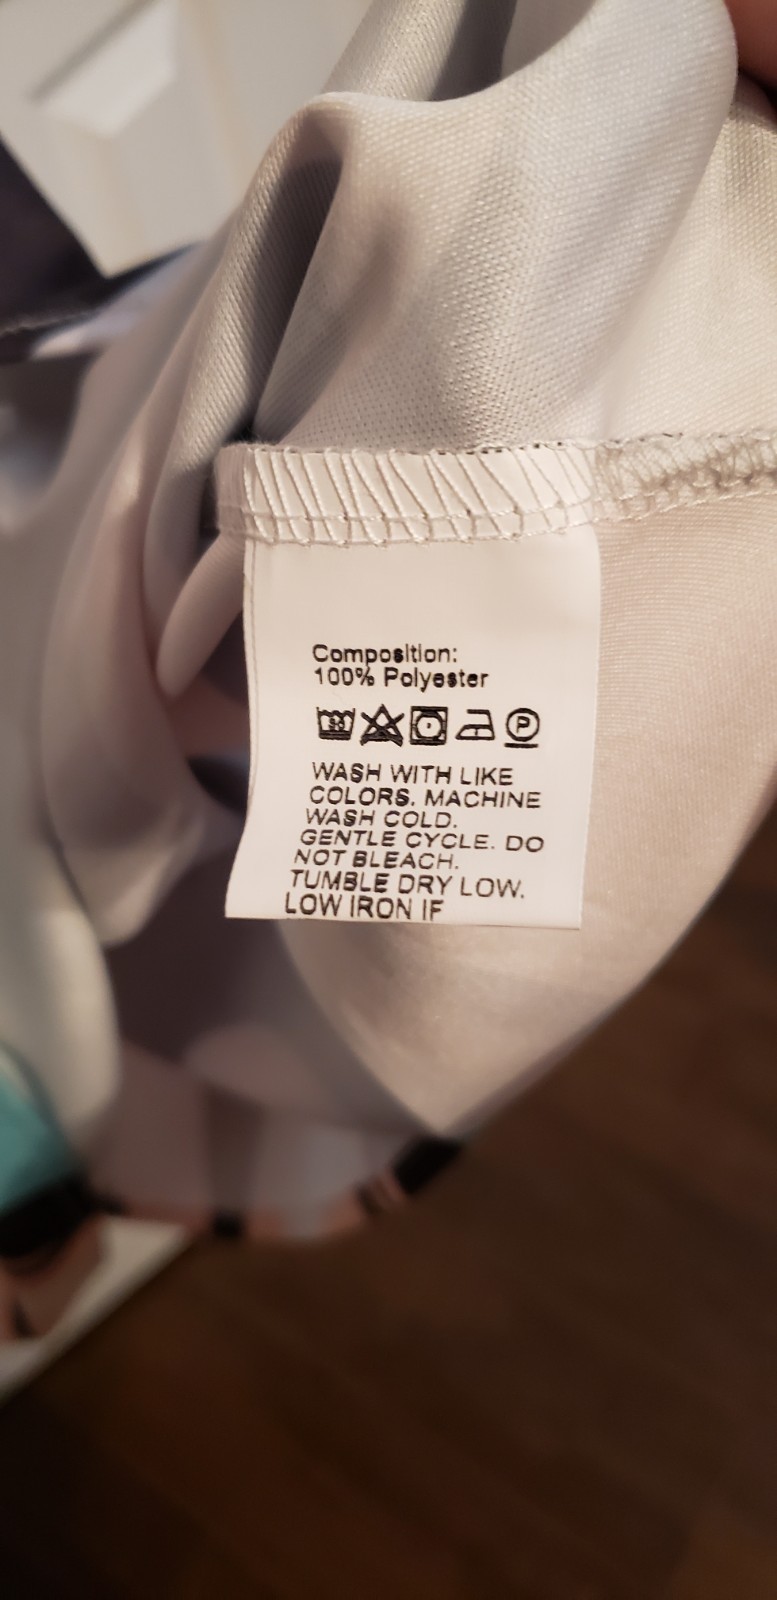 Composition:
100% Polyester
30 P
WASH WITH LIKE
COLORS. MACHINE
WASH COLD.
GENTLE CYCLE. DO
NOT BLEACH.
TUMBLE DRY LOW.
LOW IRON IF